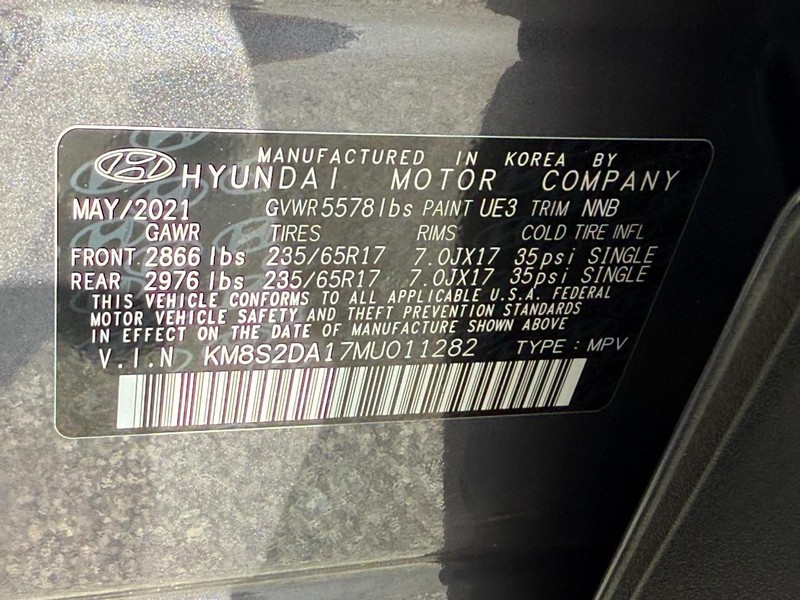 MANUFACTURED IN KOREA BY
HYUNDAI MOTOR COMPANY
MAY/2021 GVWR 5578lbs PAINT UE3 TRIM NNB
GAWR TIRES RIMS COLD TIRE INFL
FRONT 2866 lbs 235/65R17 7.0JX17 35psi SINGLE
REAR 2976 lbs 235/65R17 7.0JX17 35psi SINGLE
THIS VEHICLE CONFORMS TO ALL APPLICABLE U.S.A. FEDERAL
MOTOR VEHICLE SAFETY AND THEFT PREVENTION STANDARDS
IN EFFECT ON THE DATE OF MANUFACTURE SHOWN ABOVE
V.I.N KM8S2DA17MU011282 TYPE : MPV